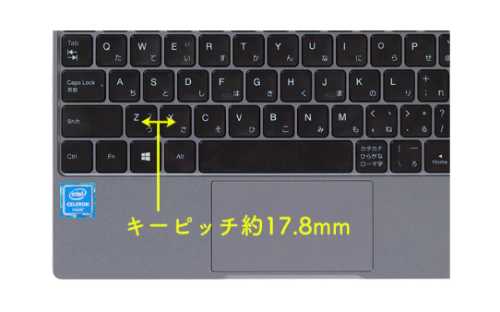 Tab Q た W て E い R す T か Y ん U な I に O ら P せ
Caps Lock 英数 A ち S と D し F は G き H く J ま K の L り
Shift Z つ X さ C そ V ひ B こ N み M も
Ctrl Fn Alt カタカナ ひらがな ローマ字 Home
intel CELERON inside
キーピッチ約17.8mm